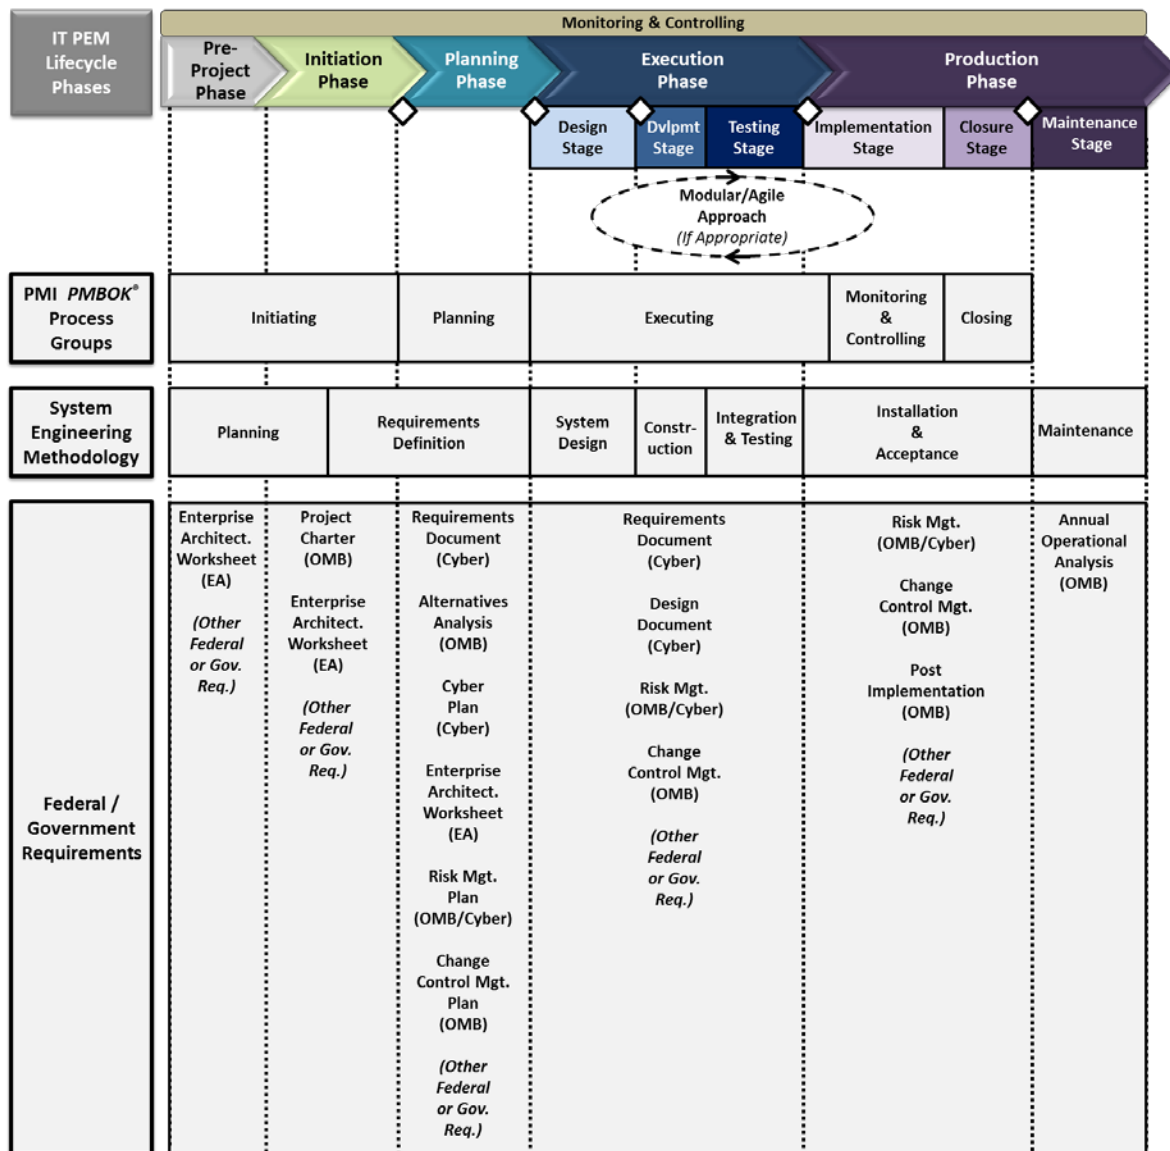 Monitoring & Controlling
IT PEM
Lifecycle
Phases
Pre-
Project
Phase
Initiation
Phase
Planning
Phase
Execution
Phase
Production
Phase
Design
Stage
Dvlpmt
Stage
Testing
Stage
Implementation
Stage
Closure
Stage
Maintenance
Stage
Modular/Agile
Approach
(If Appropriate)
PMI PMBOK®
Process
Groups
Initiating
Planning
Executing
Monitoring
&
Controlling
Closing
System
Engineering
Methodology
Planning
Requirements
Definition
System
Design
Constr-
uction
Integration
& Testing
Installation
&
Acceptance
Maintenance
Federal /
Government
Requirements
Enterprise
Architect.
Worksheet
(EA)
(Other
Federal
or Gov.
Req.)
Project
Charter
(OMB)
Enterprise
Architect.
Worksheet
(EA)
(Other
Federal
or Gov.
Req.)
Requirements
Document
(Cyber)
Alternatives
Analysis
(OMB)
Cyber
Plan
(Cyber)
Enterprise
Architect.
Worksheet
(EA)
Risk Mgt.
Plan
(OMB/Cyber)
Change
Control Mgt.
Plan
(OMB)
(Other
Federal
or Gov.
Req.)
Requirements
Document
(Cyber)
Design
Document
(Cyber)
Risk Mgt.
(OMB/Cyber)
Change
Control Mgt.
(OMB)
(Other
Federal
or Gov.
Req.)
Risk Mgt.
(OMB/Cyber)
Change
Control Mgt.
(OMB)
Post
Implementation
(OMB)
(Other
Federal
or Gov.
Req.)
Annual
Operational
Analysis
(OMB)